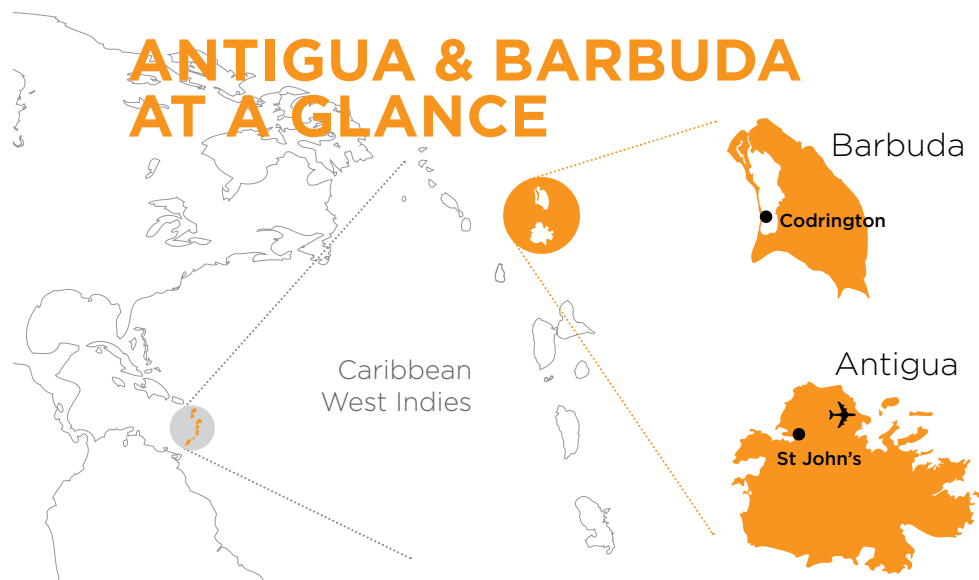 ANTIGUA & BARBUDA
AT A GLANCE
Barbuda
Codrington
Caribbean
West Indies
Antigua
St John’s